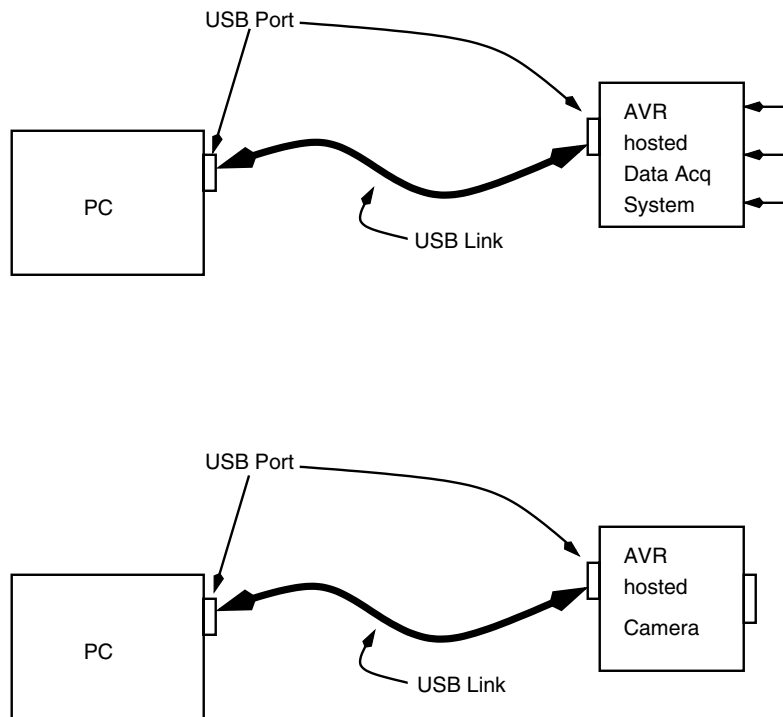 USB Port
AVR
hosted
Data Acq
System
PC
USB Link
USB Port
AVR
hosted
Camera
PC
USB Link